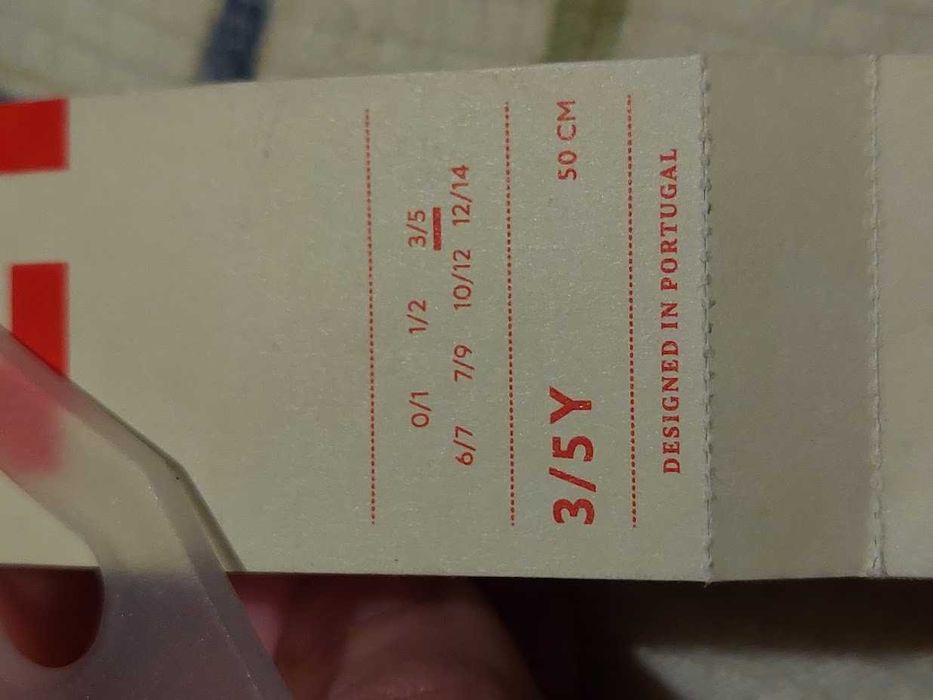 0/1 1/2 3/5
6/7 7/9 10/12 12/14
3/5Y 50 CM
DESIGNED IN PORTUGAL